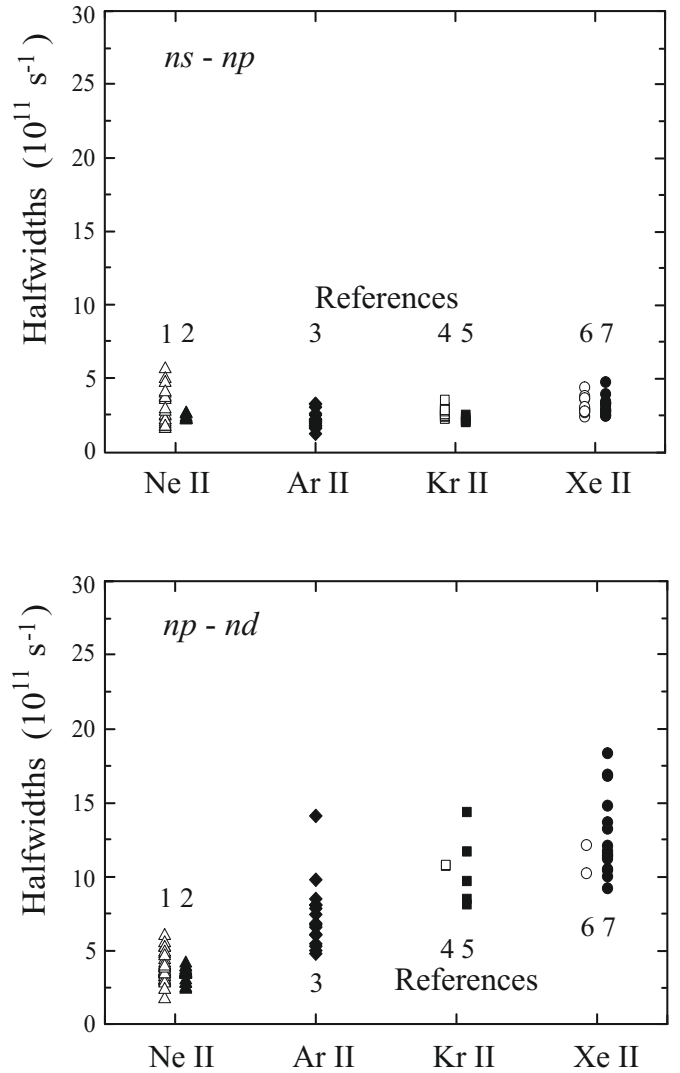 30
25
20
15
10
5
0
Halfwidths (10¹¹ s⁻¹)
ns - np
References
1 2 3 4 5 6 7
Ne II Ar II Kr II Xe II
30
25
20
15
10
5
0
Halfwidths (10¹¹ s⁻¹)
np - nd
1 2
6 7
4 5
3 References
Ne II Ar II Kr II Xe II